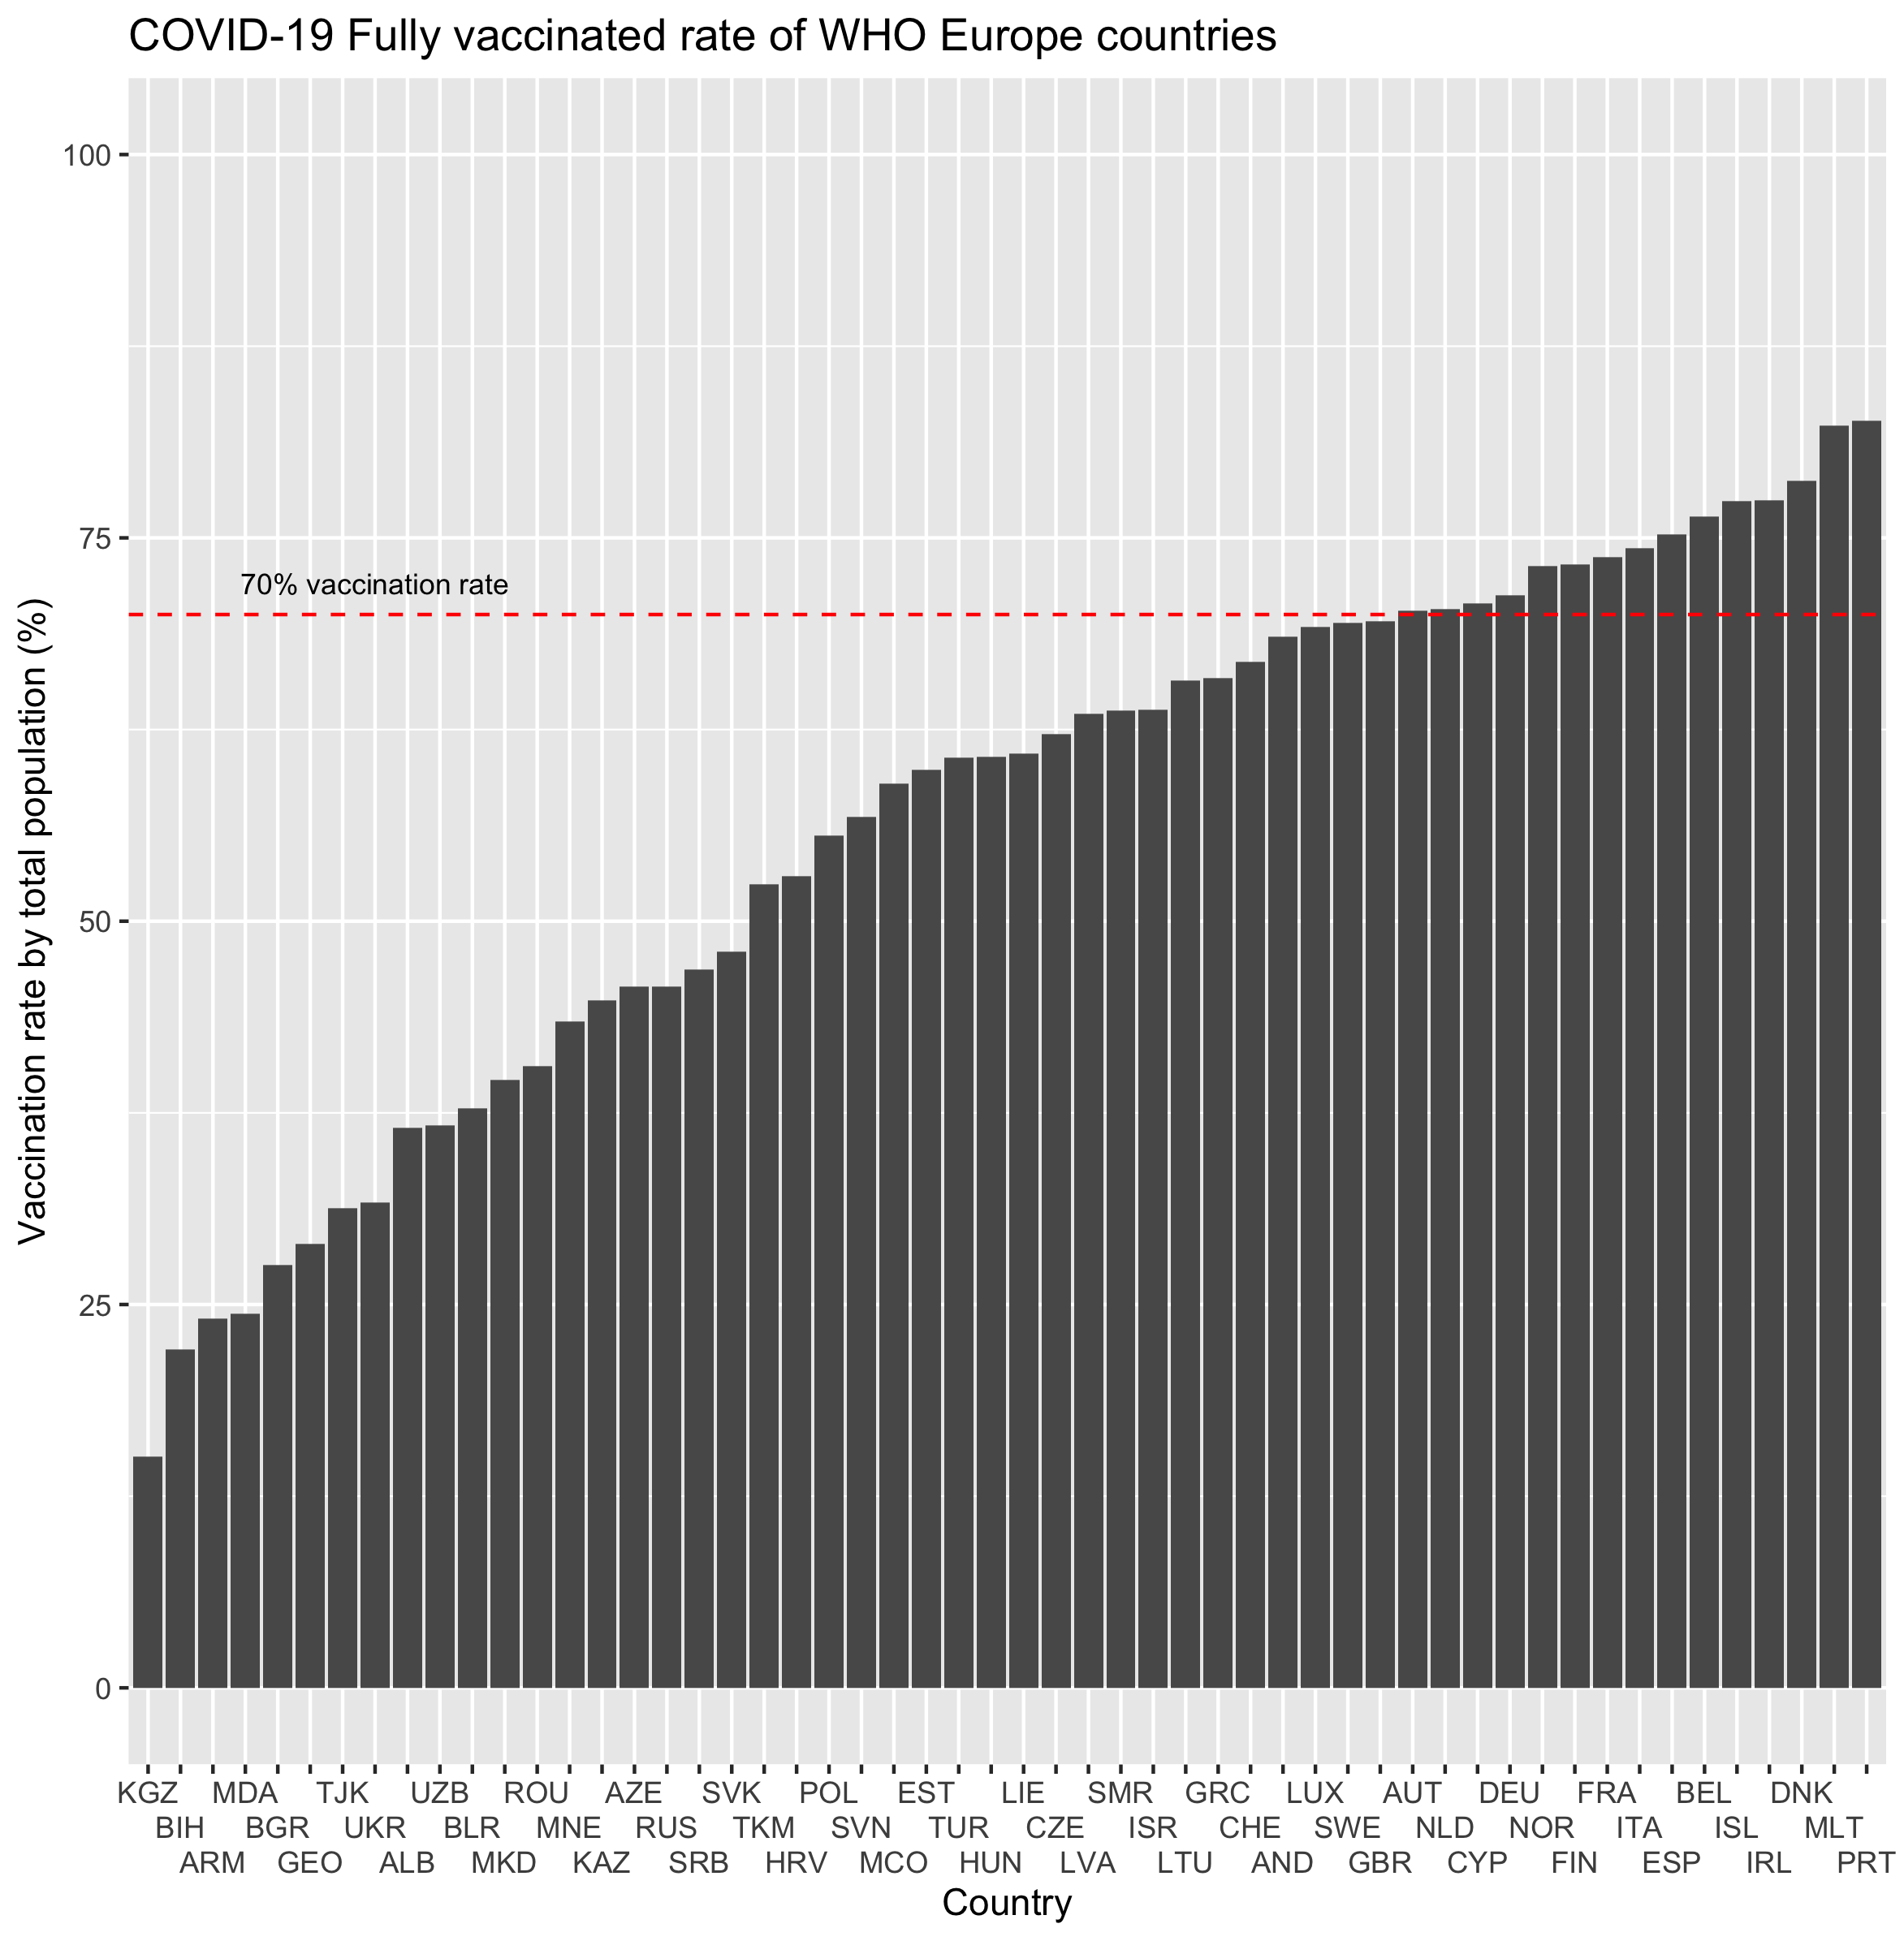 COVID-19 Fully vaccinated rate of WHO Europe countries
Vaccination rate by total population (%)
100
75
50
25
0
70% vaccination rate
KGZ MDA TJK UZB ROU AZE SVK POL EST LIE SMR GRC LUX AUT DEU FRA BEL DNK
BIH BGR UKR BLR MNE RUS TKM SVN TUR CZE ISR CHE SWE NLD NOR ITA ISL MLT
ARM GEO ALB MKD KAZ SRB HRV MCO HUN LVA LTU AND GBR CYP FIN ESP IRL PRT
Country